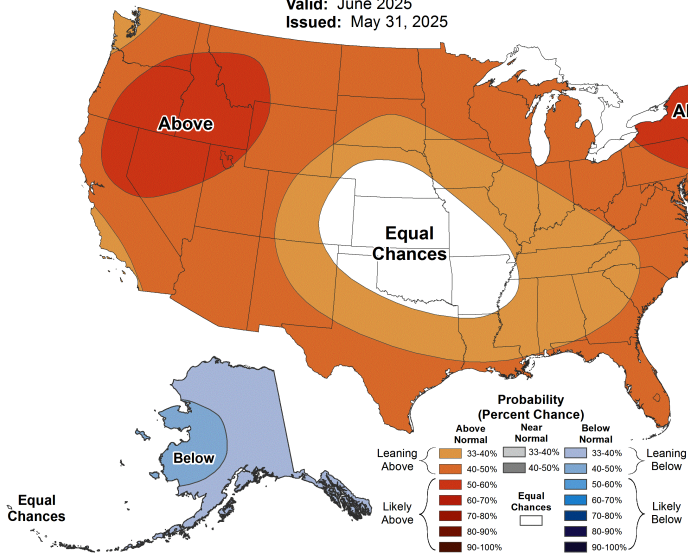 Valid: June 2025
Issued: May 31, 2025
Above
Equal
Chances
Below
Equal
Chances
Probability
(Percent Chance)
Above
Normal
Near
Normal
Below
Normal
Leaning
Above
33-40%
40-50%
50-60%
60-70%
70-80%
80-90%
90-100%
Likely
Above
33-40%
40-50%
Equal
Chances
33-40%
40-50%
50-60%
60-70%
70-80%
80-90%
90-100%
Leaning
Below
Likely
Below